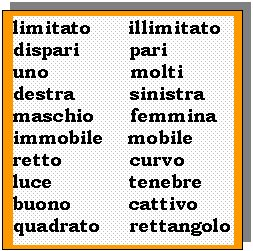 limitato illimitato
dispari pari
uno molti
destra sinistra
maschio femmina
immobile mobile
retto curvo
luce tenebre
buono cattivo
quadrato rettangolo